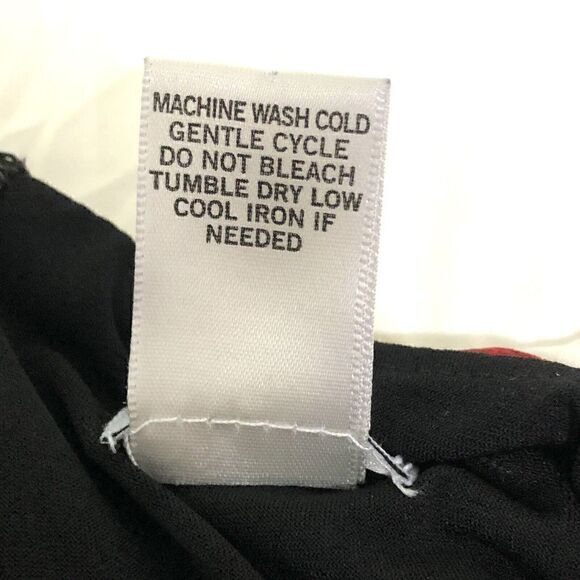 MACHINE WASH COLD
GENTLE CYCLE
DO NOT BLEACH
TUMBLE DRY LOW
COOL IRON IF
NEEDED